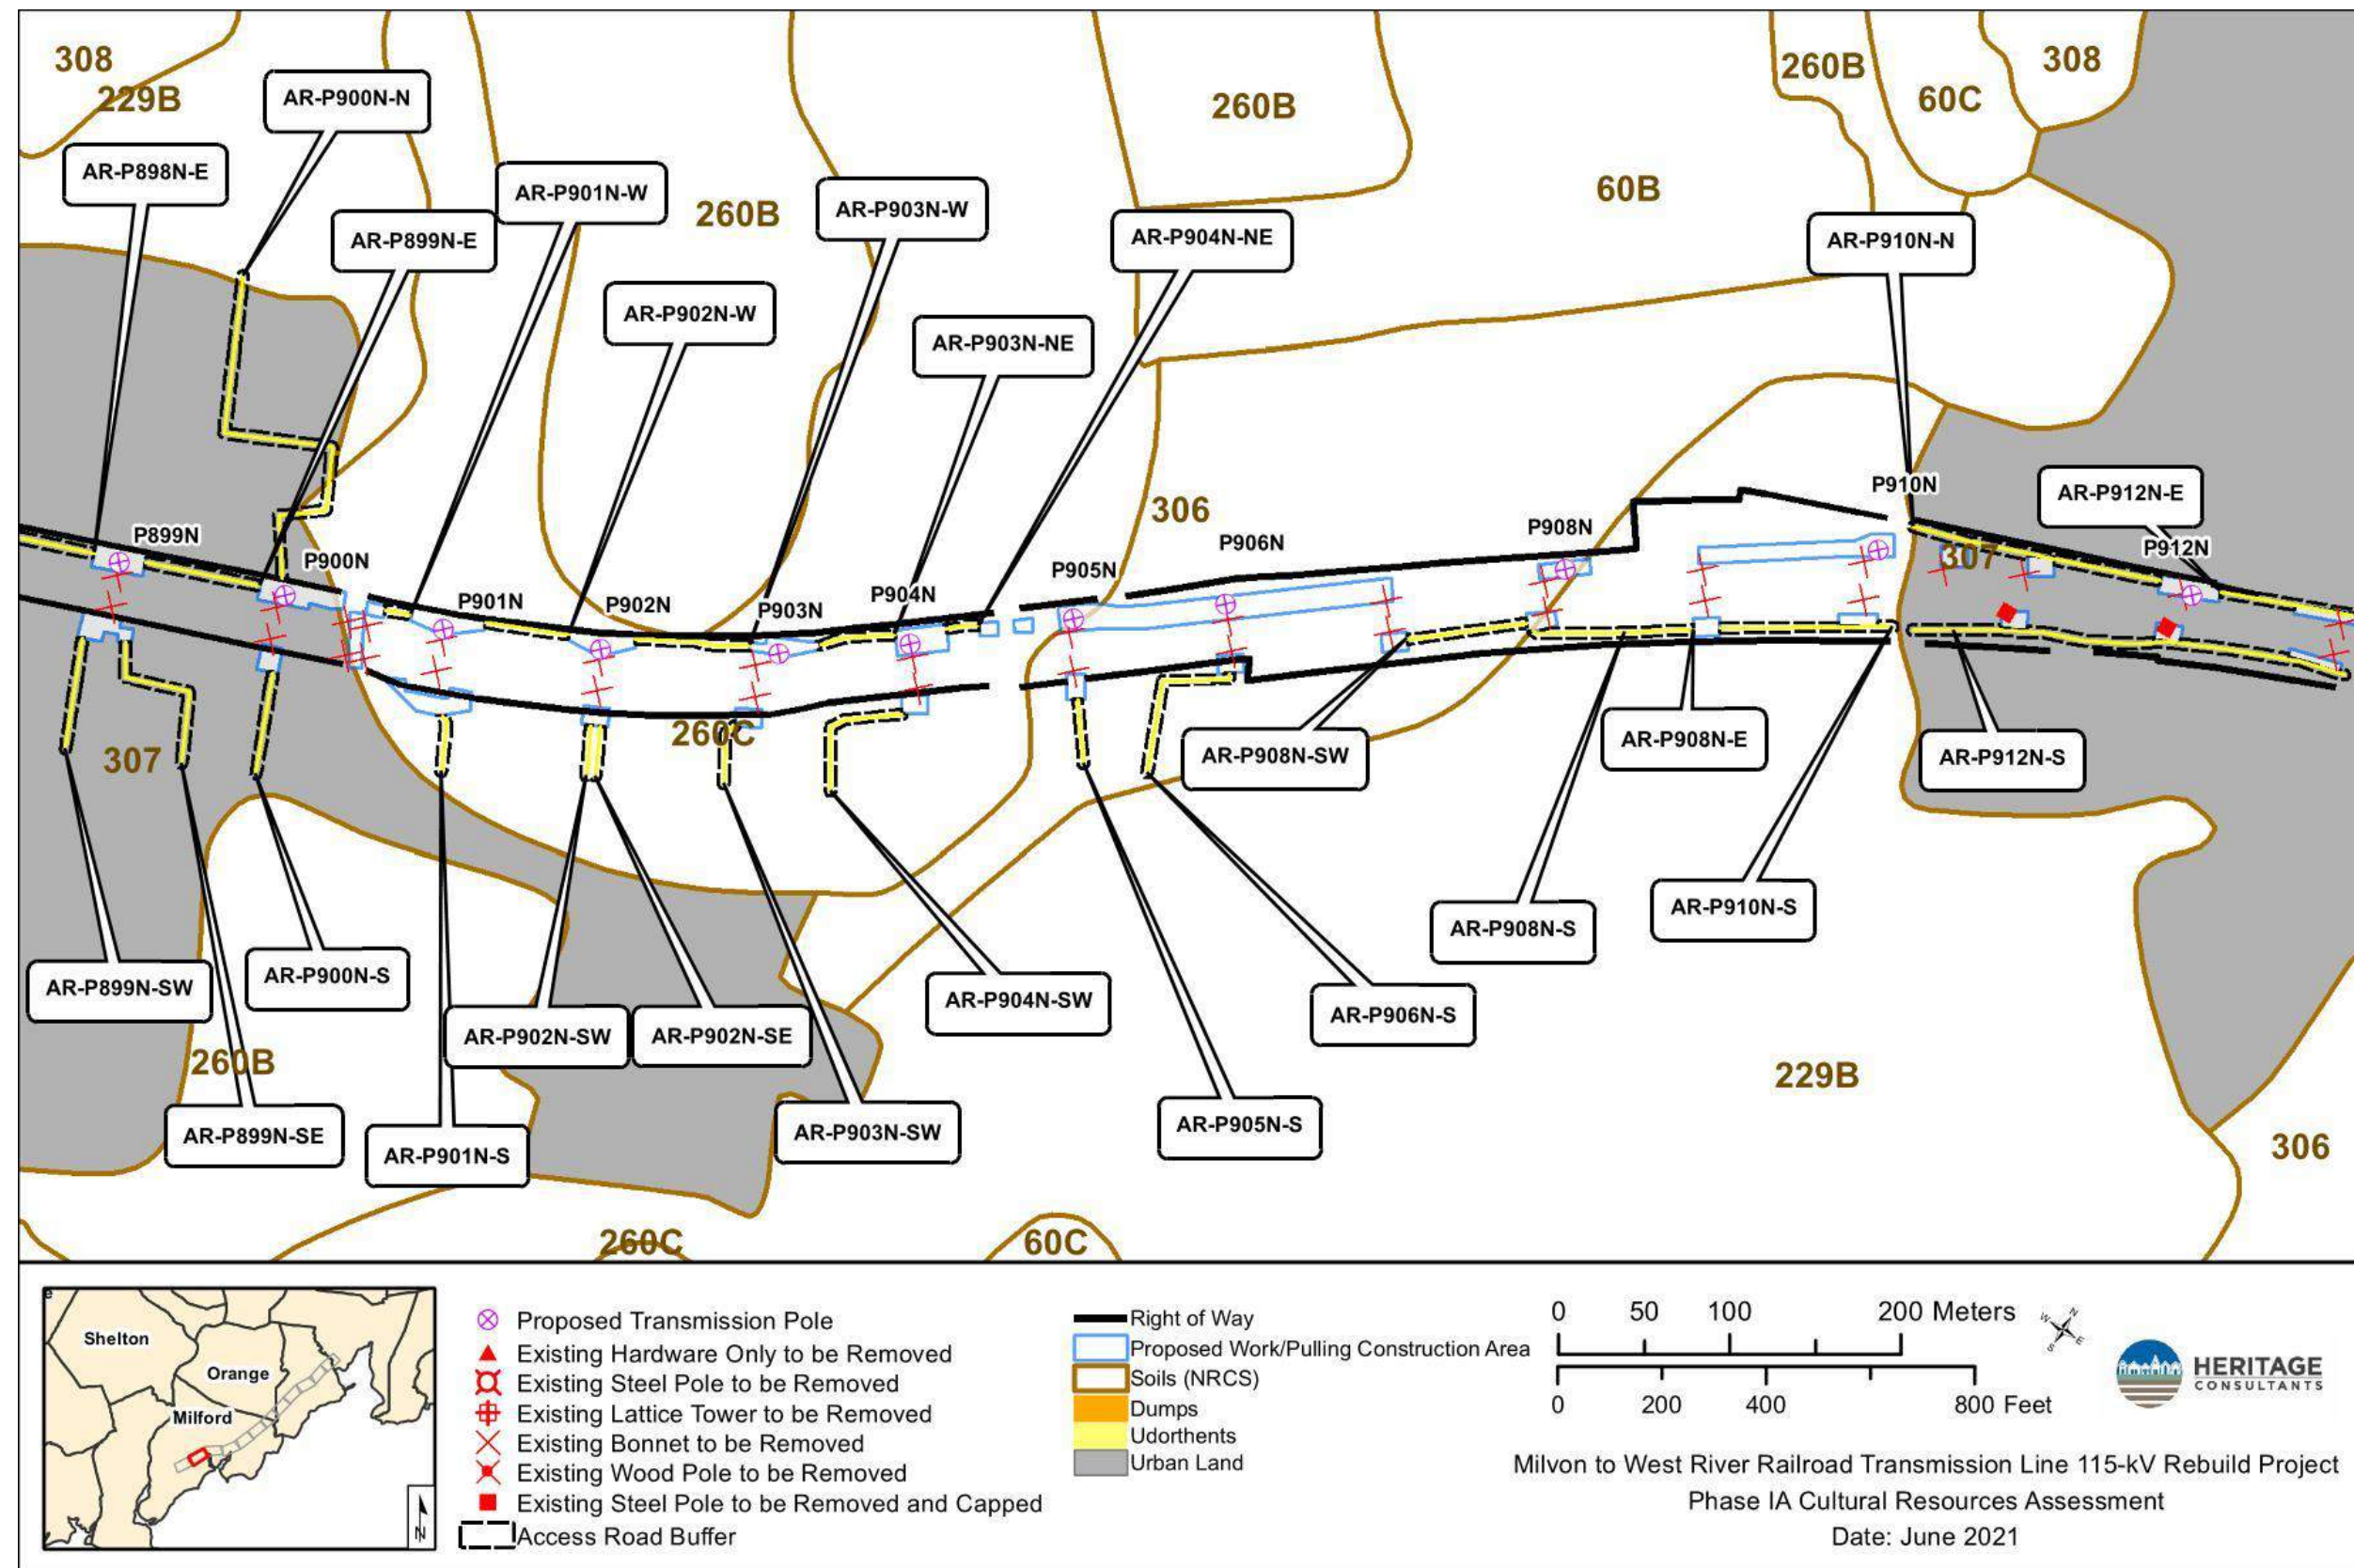 308
229B
AR-P900N-N
260B
260B
60C
308
AR-P898N-E
AR-P901N-W
260B
AR-P903N-W
60B
AR-P899N-E
AR-P904N-NE
AR-P910N-N
AR-P902N-W
AR-P903N-NE
P899N
P900N
P901N
P902N
P903N
P904N
P905N
306
P906N
P908N
P910N
AR-P912N-E
307
P912N
307
260C
AR-P908N-SW
AR-P908N-E
AR-P912N-S
AR-P899N-SW
AR-P900N-S
AR-P902N-SW
AR-P902N-SE
AR-P904N-SW
AR-P906N-S
AR-P908N-S
AR-P910N-S
260B
229B
AR-P899N-SE
AR-P901N-S
AR-P903N-SW
AR-P905N-S
306
260C
60C
e
Shelton
Orange
Milford
N
Proposed Transmission Pole
Existing Hardware Only to be Removed
Existing Steel Pole to be Removed
Existing Lattice Tower to be Removed
Existing Bonnet to be Removed
Existing Wood Pole to be Removed
Existing Steel Pole to be Removed and Capped
Access Road Buffer
Right of Way
Proposed Work/Pulling Construction Area
Soils (NRCS)
Dumps
Udorthents
Urban Land
0 50 100 200 Meters
0 200 400 800 Feet
N
W
E
S
HERITAGE
CONSULTANTS
Milvon to West River Railroad Transmission Line 115-kV Rebuild Project
Phase IA Cultural Resources Assessment
Date: June 2021